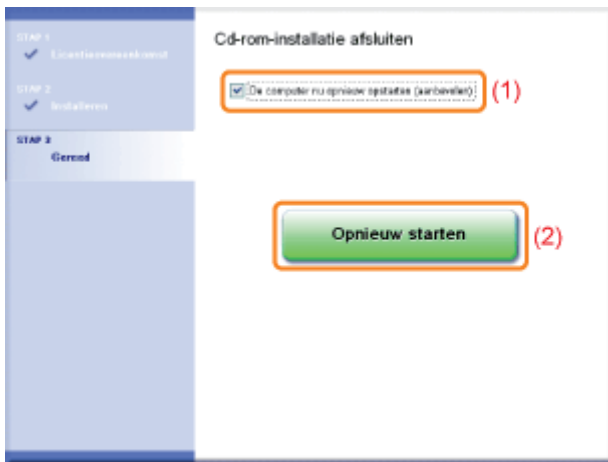 STAP 1
Licentieovereenkomst
STAP 2
Installeren
STAP 3
Gereed
Cd-rom-installatie afsluiten
De computer nu opnieuw opstarten (aanbevolen)
(1)
Opnieuw starten
(2)